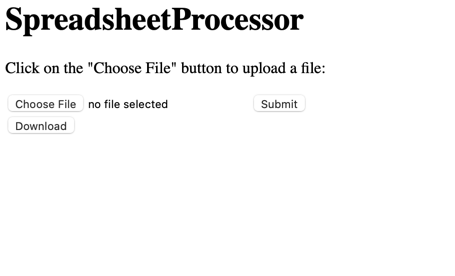 SpreadsheetProcessor
Click on the "Choose File" button to upload a file:
Choose File no file selected Submit
Download